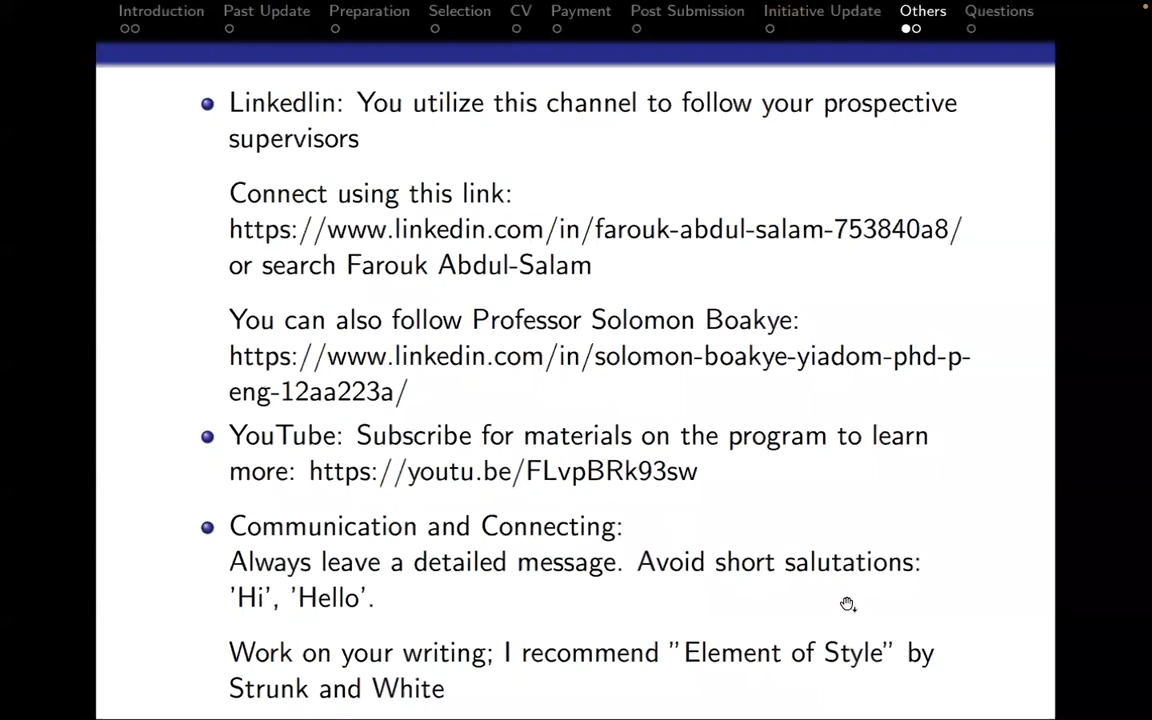 Introduction Past Update Preparation Selection CV Payment Post Submission Initiative Update Others Questions
Linkedlin: You utilize this channel to follow your prospective
supervisors
Connect using this link:
https://www.linkedin.com/in/farouk-abdul-salam-753840a8/
or search Farouk Abdul-Salam
You can also follow Professor Solomon Boakye:
https://www.linkedin.com/in/solomon-boakye-yiadom-phd-p-
eng-12aa223a/
YouTube: Subscribe for materials on the program to learn
more: https://youtu.be/FLvpBRk93sw
Communication and Connecting:
Always leave a detailed message. Avoid short salutations:
'Hi', 'Hello'.
Work on your writing; I recommend "Element of Style" by
Strunk and White